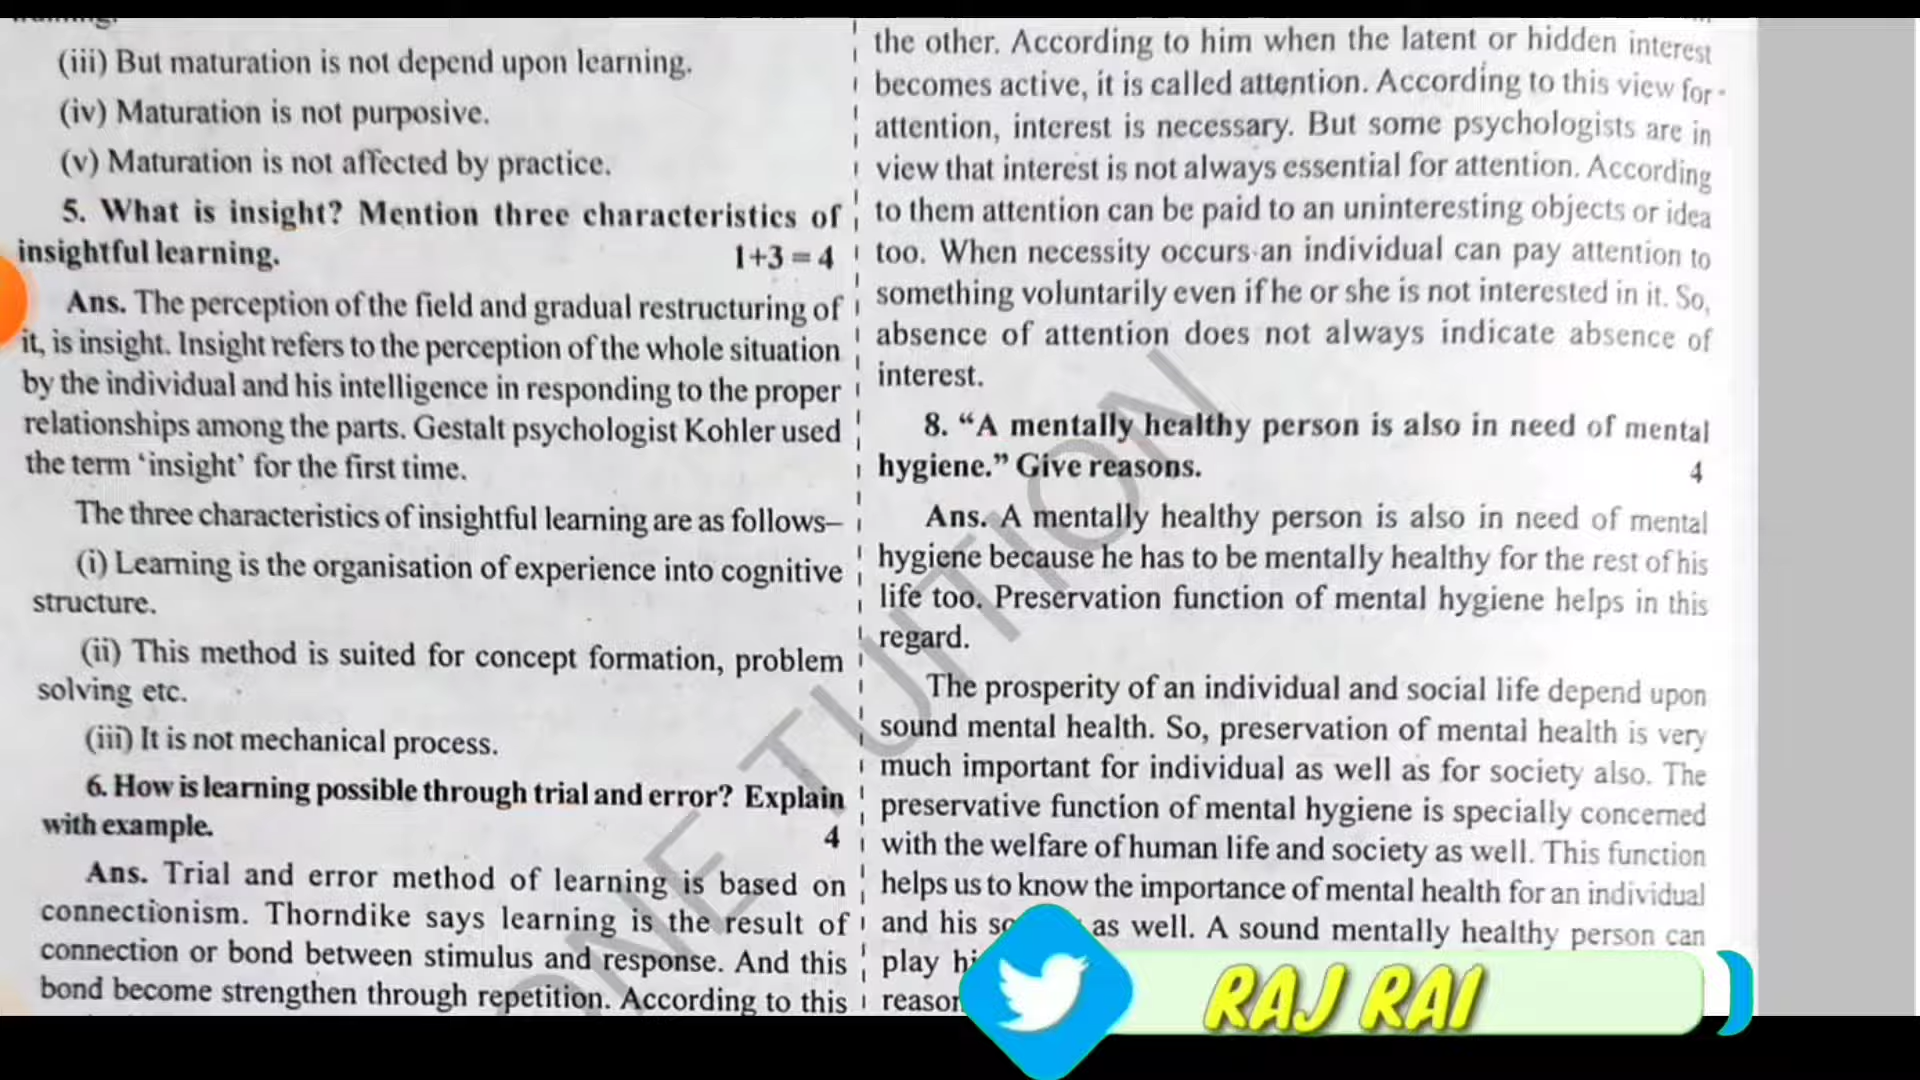 (iii) But maturation is not depend upon learning.
(iv) Maturation is not purposive.
(v) Maturation is not affected by practice.
5. What is insight? Mention three characteristics of
insightful learning. 1+3 = 4
Ans. The perception of the field and gradual restructuring of
it, is insight. Insight refers to the perception of the whole situation
by the individual and his intelligence in responding to the proper
relationships among the parts. Gestalt psychologist Kohler used
the term ‘insight’ for the first time.
The three characteristics of insightful learning are as follows–
(i) Learning is the organisation of experience into cognitive
structure.
(ii) This method is suited for concept formation, problem
solving etc.
(iii) It is not mechanical process.
6. How is learning possible through trial and error? Explain
with example. 4
Ans. Trial and error method of learning is based on
connectionism. Thorndike says learning is the result of
connection or bond between stimulus and response. And this
bond become strengthen through repetition. According to this
the other. According to him when the latent or hidden interest
becomes active, it is called attention. According to this view for
attention, interest is necessary. But some psychologists are in
view that interest is not always essential for attention. According
to them attention can be paid to an uninteresting objects or idea
too. When necessity occurs an individual can pay attention to
something voluntarily even if he or she is not interested in it. So,
absence of attention does not always indicate absence of
interest.
8. “A mentally healthy person is also in need of mental
hygiene.” Give reasons. 4
Ans. A mentally healthy person is also in need of mental
hygiene because he has to be mentally healthy for the rest of his
life too. Preservation function of mental hygiene helps in this
regard.
The prosperity of an individual and social life depend upon
sound mental health. So, preservation of mental health is very
much important for individual as well as for society also. The
preservative function of mental hygiene is specially concerned
with the welfare of human life and society as well. This function
helps us to know the importance of mental health for an individual
and his as well. A sound mentally healthy person can
play
ONE TUTION
RAJ RAI